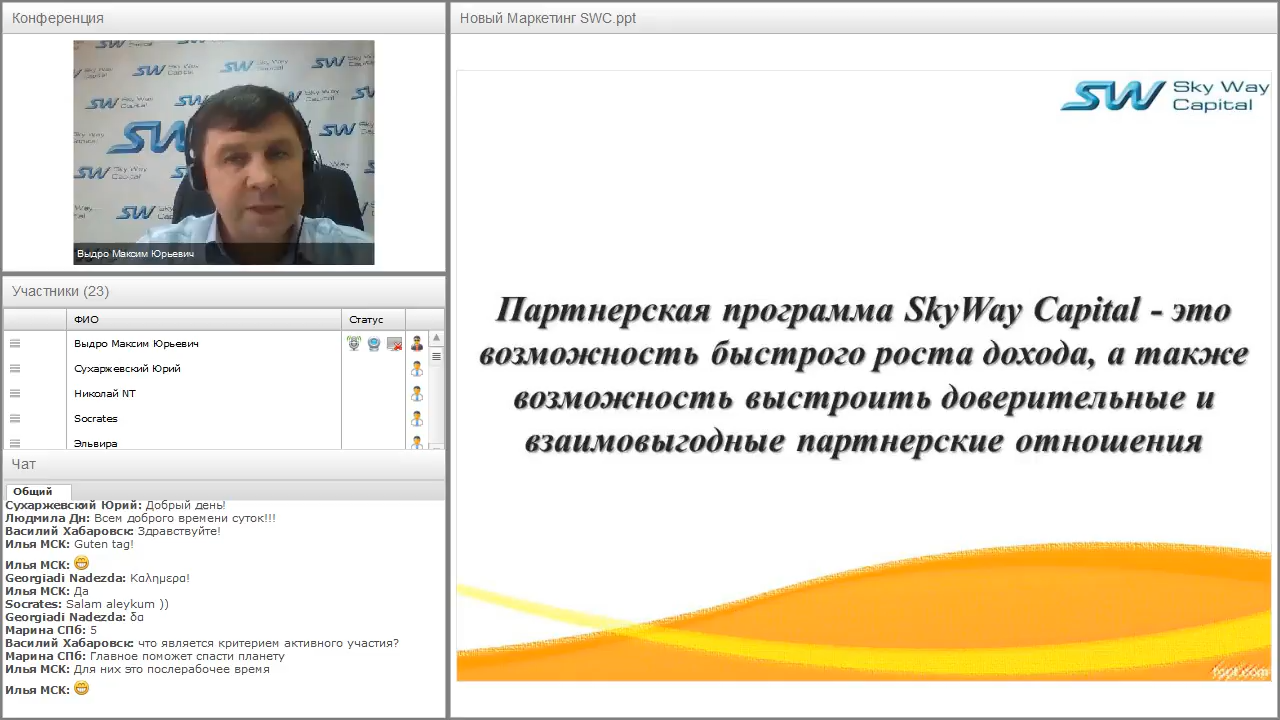 Конференция
Новый Маркетинг SWC.ppt
Sky Way
Capital
Выдро Максим Юрьевич
Участники (23)
ФИО
Статус
Выдро Максим Юрьевич
Сухаржевский Юрий
Николай NT
Socrates
Эльвира
Чат
Общий
Сухаржевский Юрий: Добрый день!
Людмила Дн: Всем доброго времени суток!!!
Василий Хабаровск: Здравствуйте!
Илья МСК: Guten tag!
Илья МСК:
Georgiadi Nadezda: Καλημερα!
Илья МСК: Да
Socrates: Salam aleykum ))
Georgiadi Nadezda: δα
Марина СПб: 5
Василий Хабаровск: что является критерием активного участия?
Марина СПб: Главное поможет спасти планету
Илья МСК: Для них это послерабочее время
Илья МСК:
SW Sky Way
Capital
Партнерская программа SkyWay Capital - это
возможность быстрого роста дохода, а также
возможность выстроить доверительные и
взаимовыгодные партнерские отношения
fppt.com